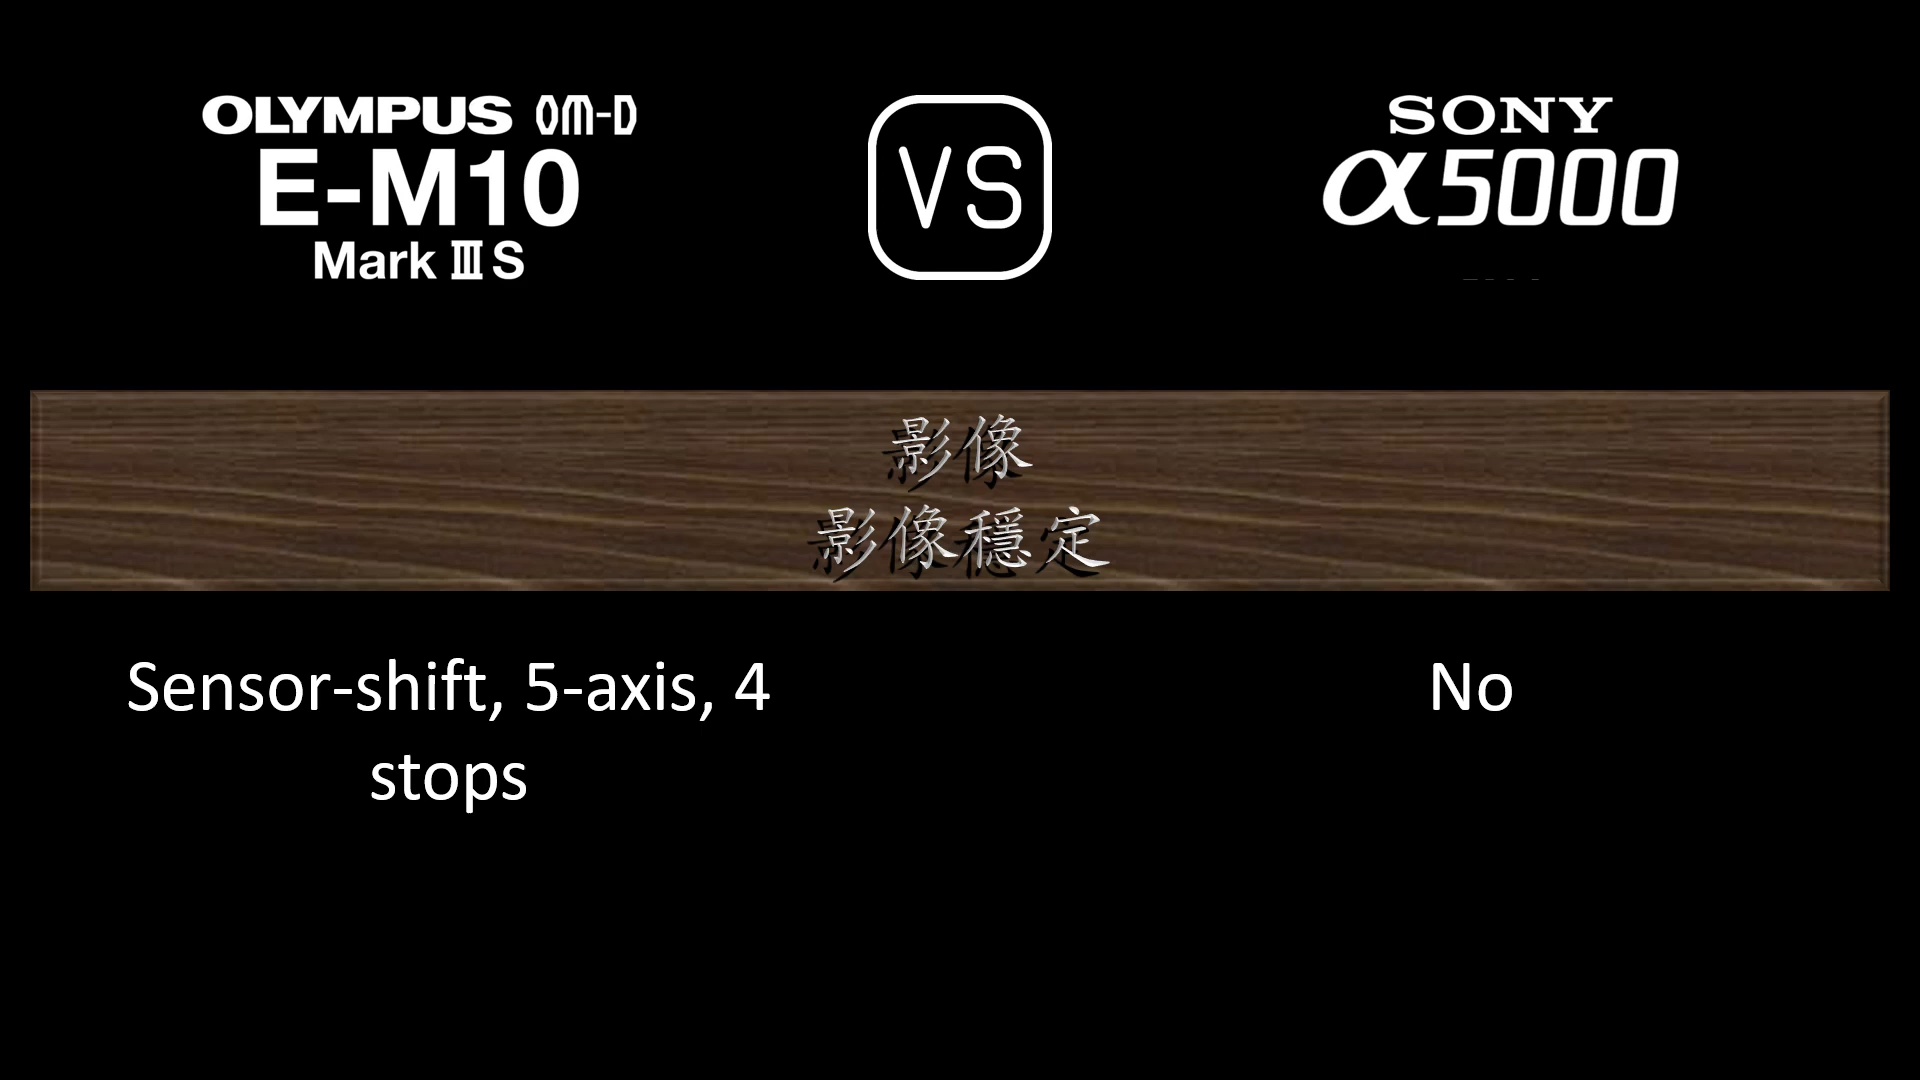 OLYMPUS OM-D
E-M10
Mark III S
VS
SONY
α5000
影像
影像穩定
Sensor-shift, 5-axis, 4
stops
No